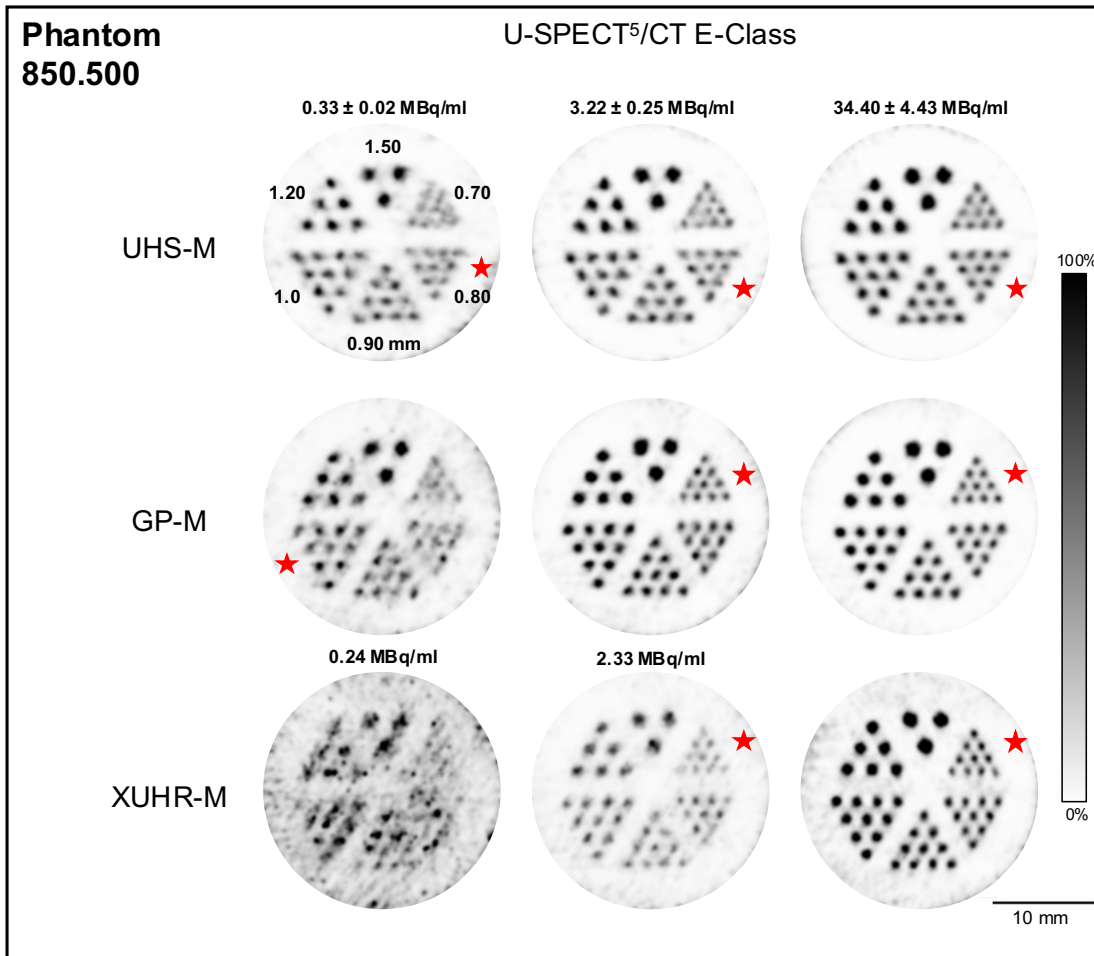 Phantom
850.500
U-SPECT⁵/CT E-Class
0.33 ± 0.02 MBq/ml
3.22 ± 0.25 MBq/ml
34.40 ± 4.43 MBq/ml
1.50
1.20
0.70
UHS-M
1.0
0.80
0.90 mm
100%
GP-M
0.24 MBq/ml
2.33 MBq/ml
XUHR-M
0%
10 mm